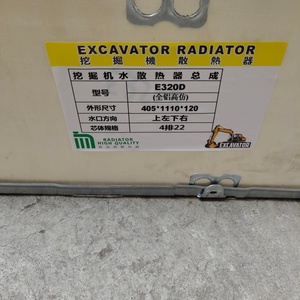 EXCAVATOR RADIATOR
挖掘機散熱器
挖掘机水散热器总成
型号 E320D
(全铝高仿)
外形尺寸 405*1110*120
水口方向 上左下右
芯体规格 4排22
RADIATOR
HIGH QUALITY
EXCAVATOR